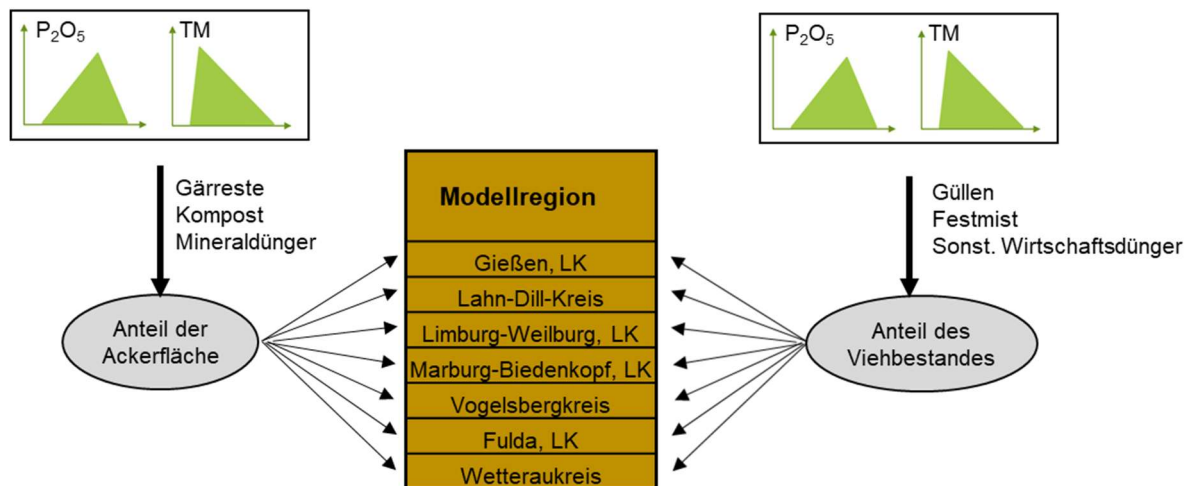 P₂O₅
TM
Gärreste
Kompost
Mineraldünger
Anteil der
Ackerfläche
Modellregion
Gießen, LK
Lahn-Dill-Kreis
Limburg-Weilburg, LK
Marburg-Biedenkopf, LK
Vogelsbergkreis
Fulda, LK
Wetteraukreis
P₂O₅
TM
Güllen
Festmist
Sonst. Wirtschaftsdünger
Anteil des
Viehbestandes